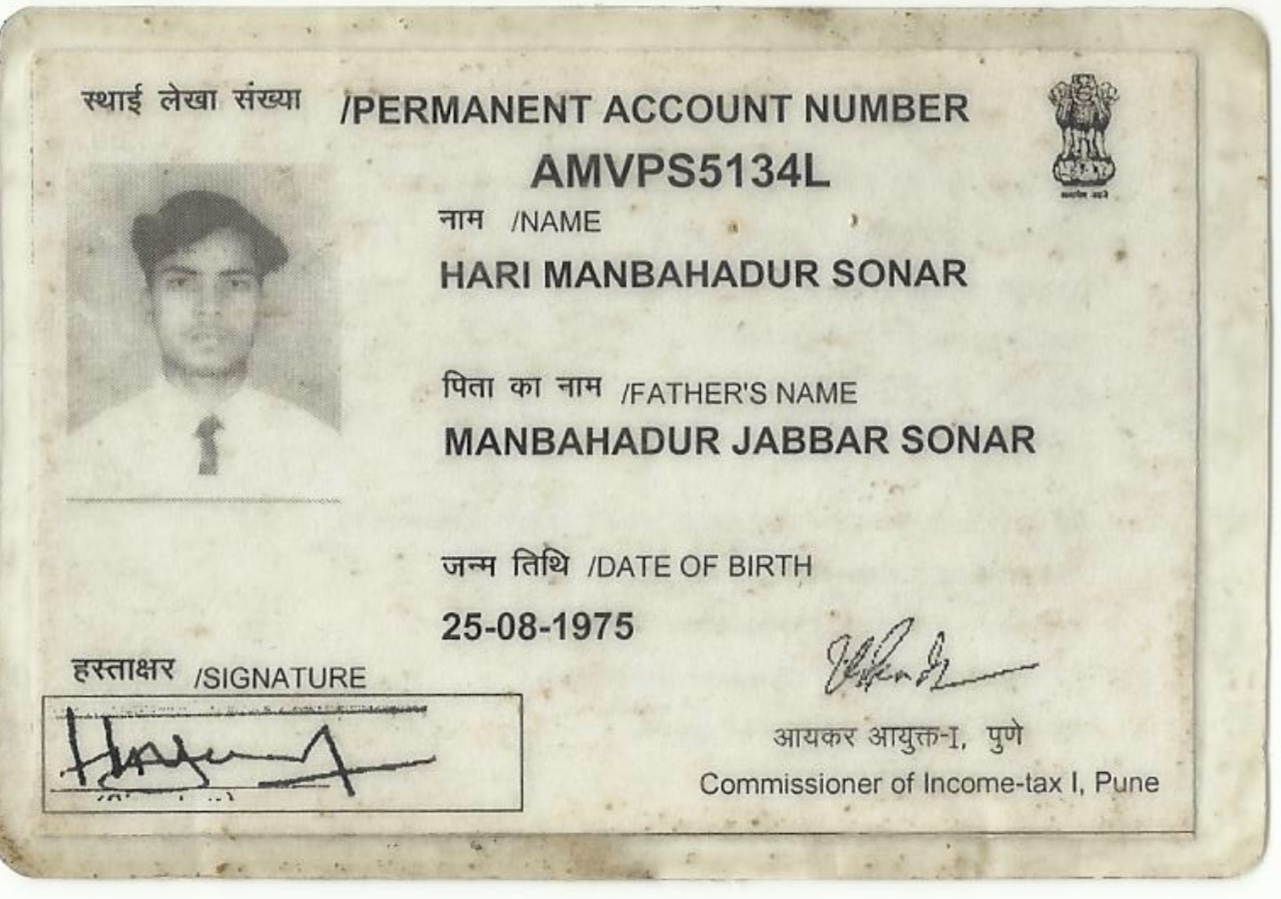 स्थाई लेखा संख्या /PERMANENT ACCOUNT NUMBER
AMVPS5134L
नाम /NAME
HARI MANBAHADUR SONAR
पिता का नाम /FATHER'S NAME
MANBAHADUR JABBAR SONAR
जन्म तिथि /DATE OF BIRTH
25-08-1975
हस्ताक्षर /SIGNATURE
आयकर आयुक्त-I, पुणे
Commissioner of Income-tax I, Pune